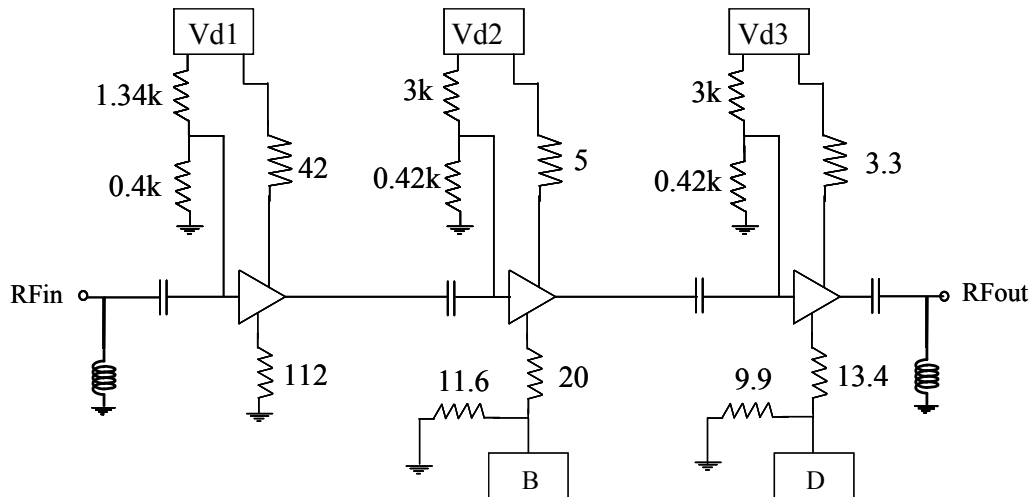 Vd1 Vd2 Vd3
1.34k 3k 3k
42 5 3.3
0.4k 0.42k 0.42k
RFin RFout
112 11.6 20 9.9 13.4
B D